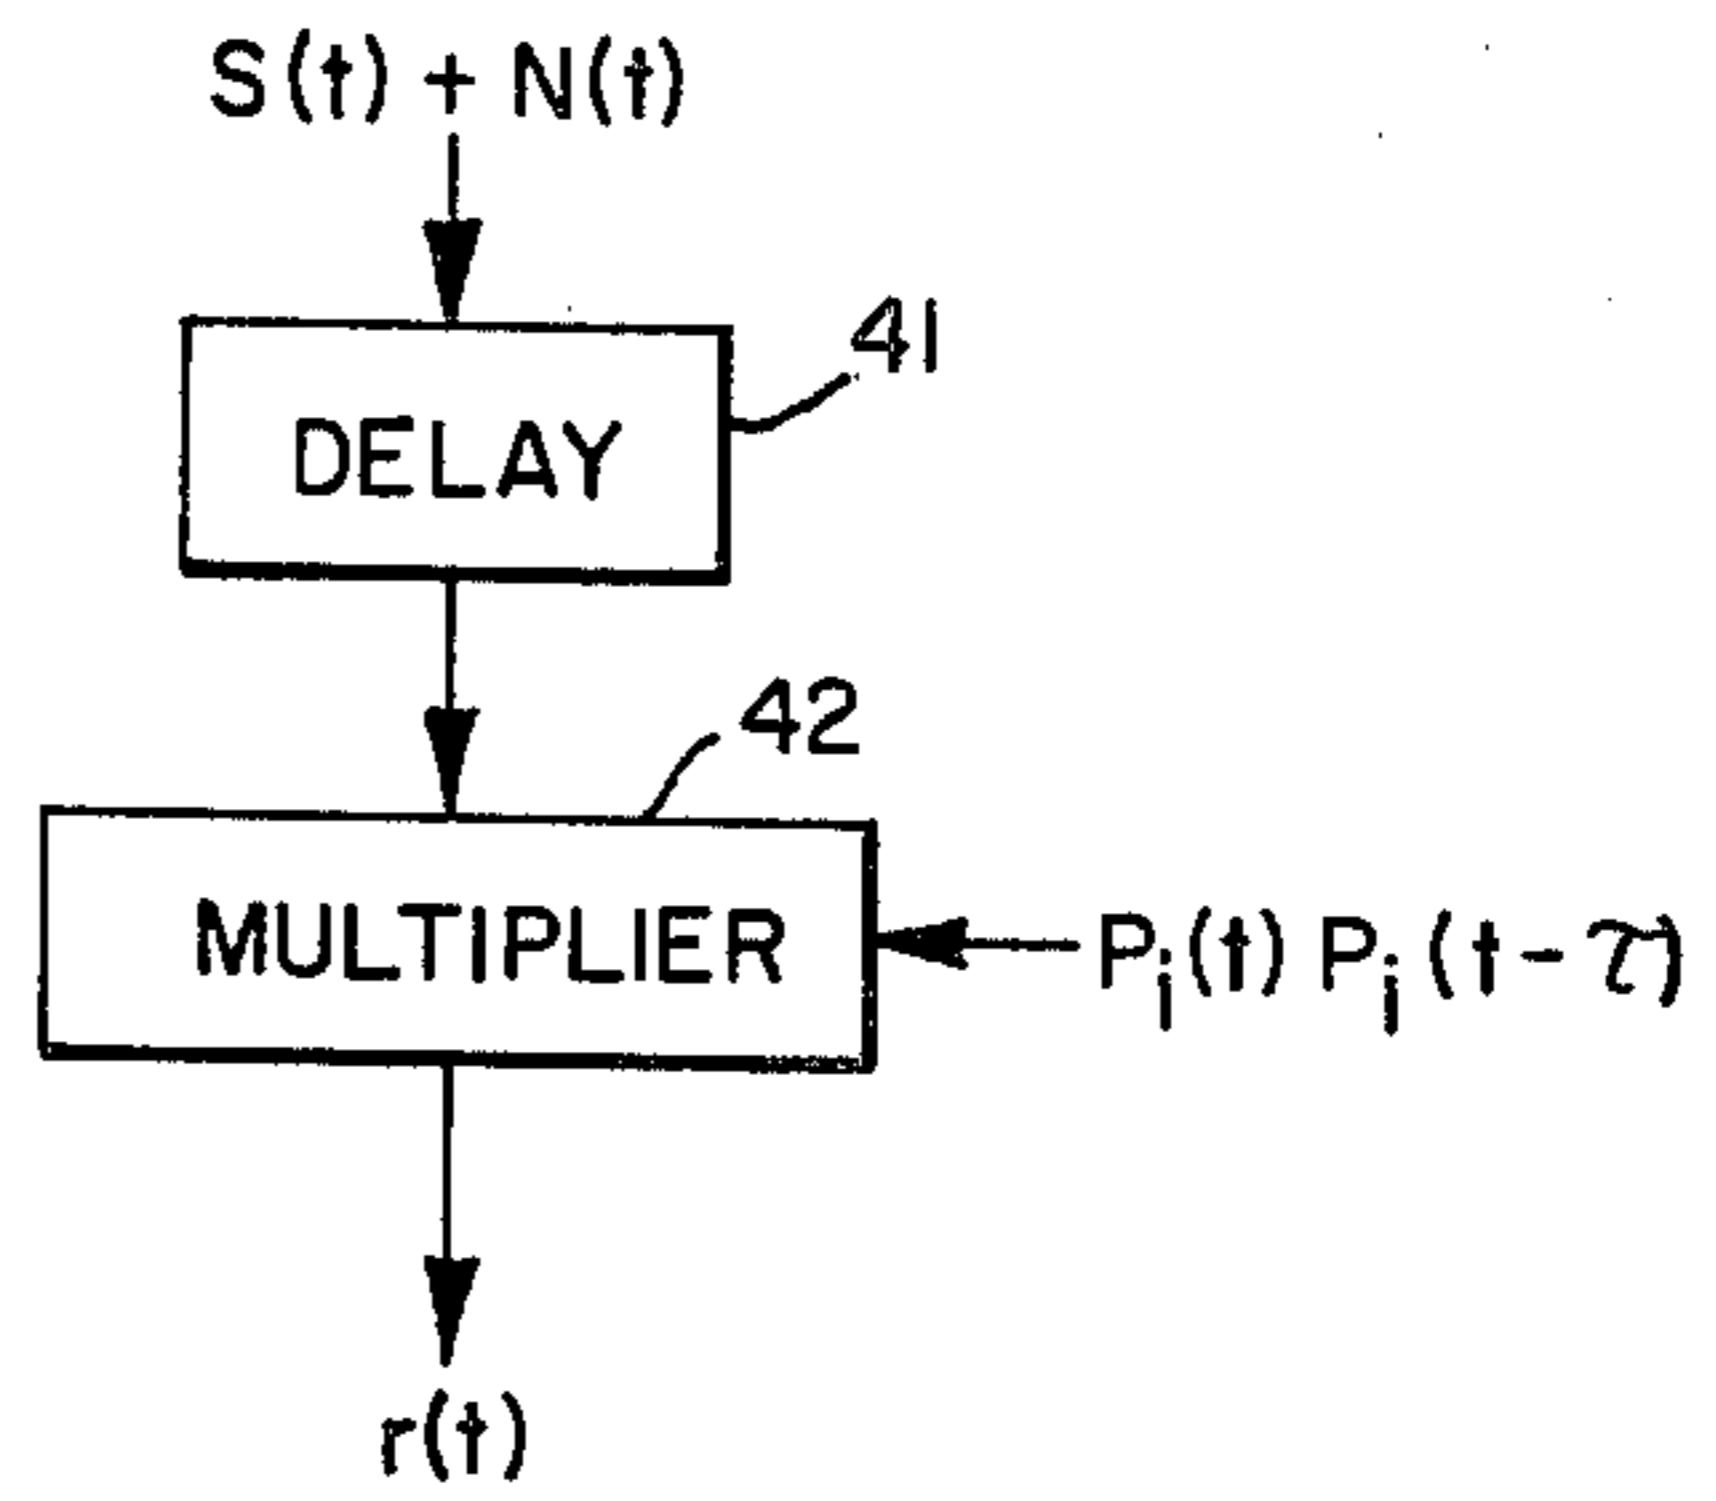 S(t) + N(t)
41
DELAY
42
MULTIPLIER
Pi(t) Pi(t-τ)
r(t)